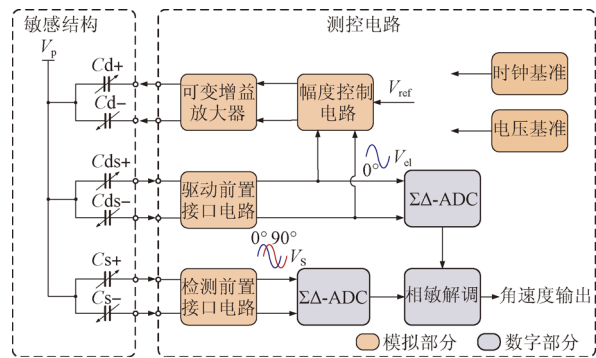 敏感结构
测控电路
Vp
Cd+
Cd−
Cds+
Cds−
Cs+
Cs−
可变增益
放大器
幅度控制
电路
Vref
时钟基准
电压基准
驱动前置
接口电路
0°
Vel
ΣΔ-ADC
检测前置
接口电路
0° 90°
Vs
ΣΔ-ADC
相敏解调
角速度输出
模拟部分
数字部分